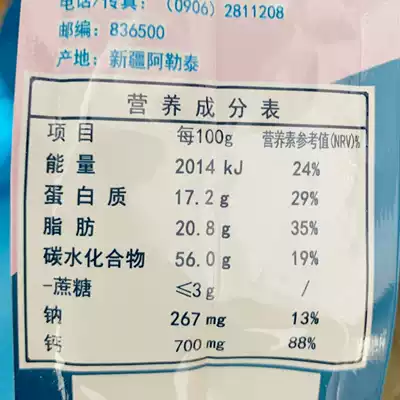 电话/传真：(0906) 2811208
邮编：836500
产地：新疆阿勒泰
营养成分表
项目 每100g 营养素参考值(NRV)%
能量 2014 kJ 24%
蛋白质 17.2 g 29%
脂肪 20.8 g 35%
碳水化合物 56.0 g 19%
-蔗糖 ≤3 g /
钠 267 mg 13%
钙 700 mg 88%